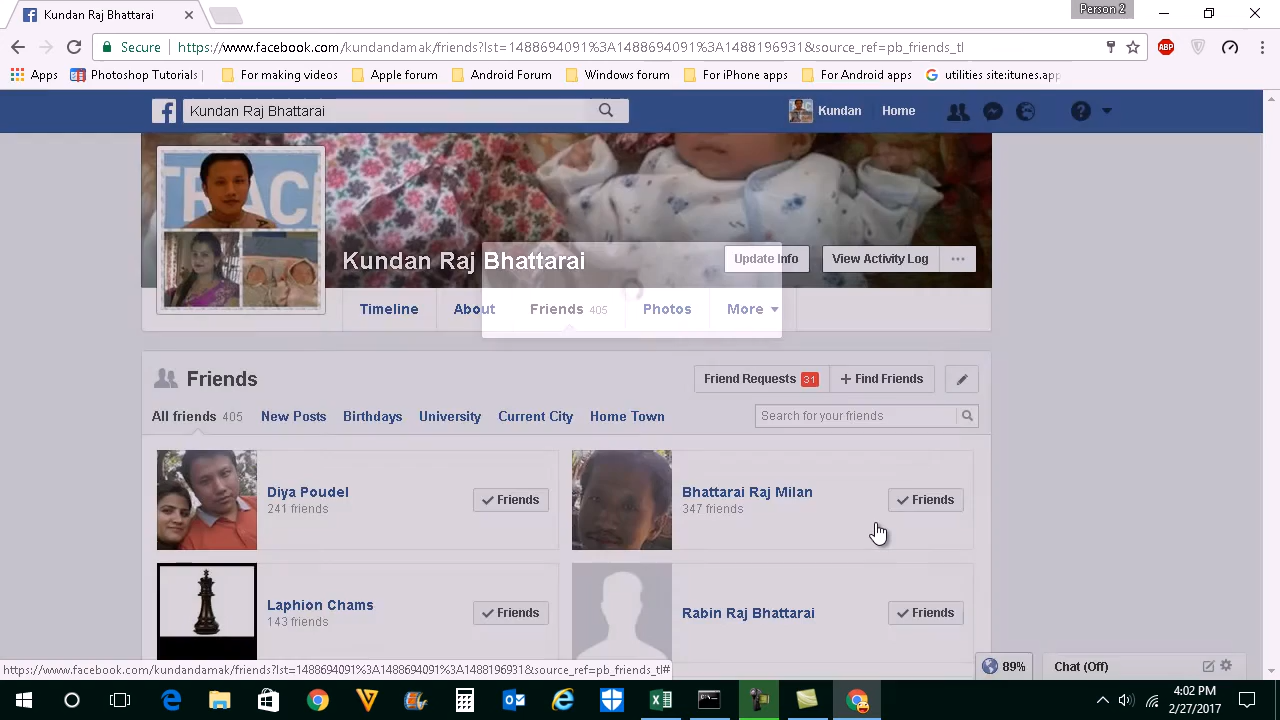 Kundan Raj Bhattarai
Person 2
Secure https://www.facebook.com/kundandamak/friends?lst=1488694091%3A1488694091%3A1488196931&source_ref=pb_friends_tl
ABP
Apps Photoshop Tutorials For making videos Apple forum Android Forum Windows forum For Phone apps For Android apps utilities site:itunes.app
Kundan Raj Bhattarai Kundan Home
TRAC
Kundan Raj Bhattarai Update Info View Activity Log ...
Timeline About Friends 405 Photos More
Friends Friend Requests 31 + Find Friends
All friends 405 New Posts Birthdays University Current City Home Town Search for your friends
Diya Poudel
241 friends
Friends
Bhattarai Raj Milan
347 friends
Friends
Laphion Chams
143 friends
Friends
Rabin Raj Bhattarai
Friends
https://www.facebook.com/kundandamak/friends?lst=1488694091%3A1488694091%3A1488196931&source_ref=pb_friends_tl#
89%
Chat (Off)
4:02 PM
2/27/2017